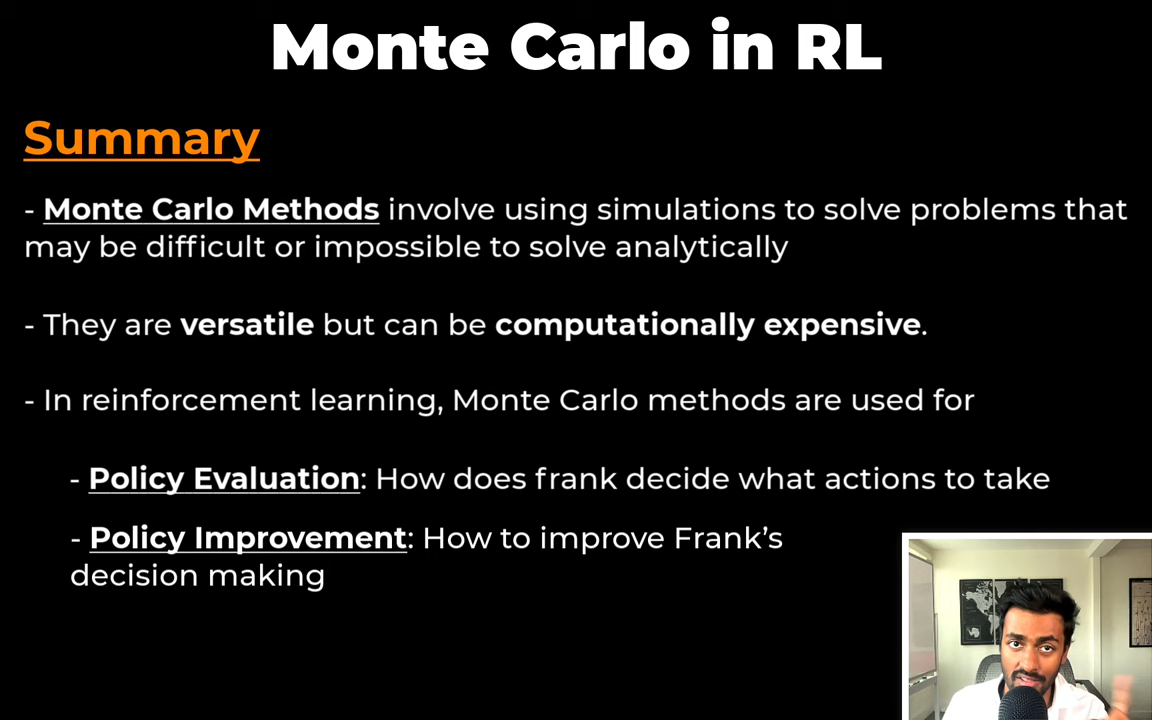 Monte Carlo in RL
Summary
- Monte Carlo Methods involve using simulations to solve problems that
may be difficult or impossible to solve analytically
- They are versatile but can be computationally expensive.
- In reinforcement learning, Monte Carlo methods are used for
- Policy Evaluation: How does frank decide what actions to take
- Policy Improvement: How to improve Frank’s
decision making